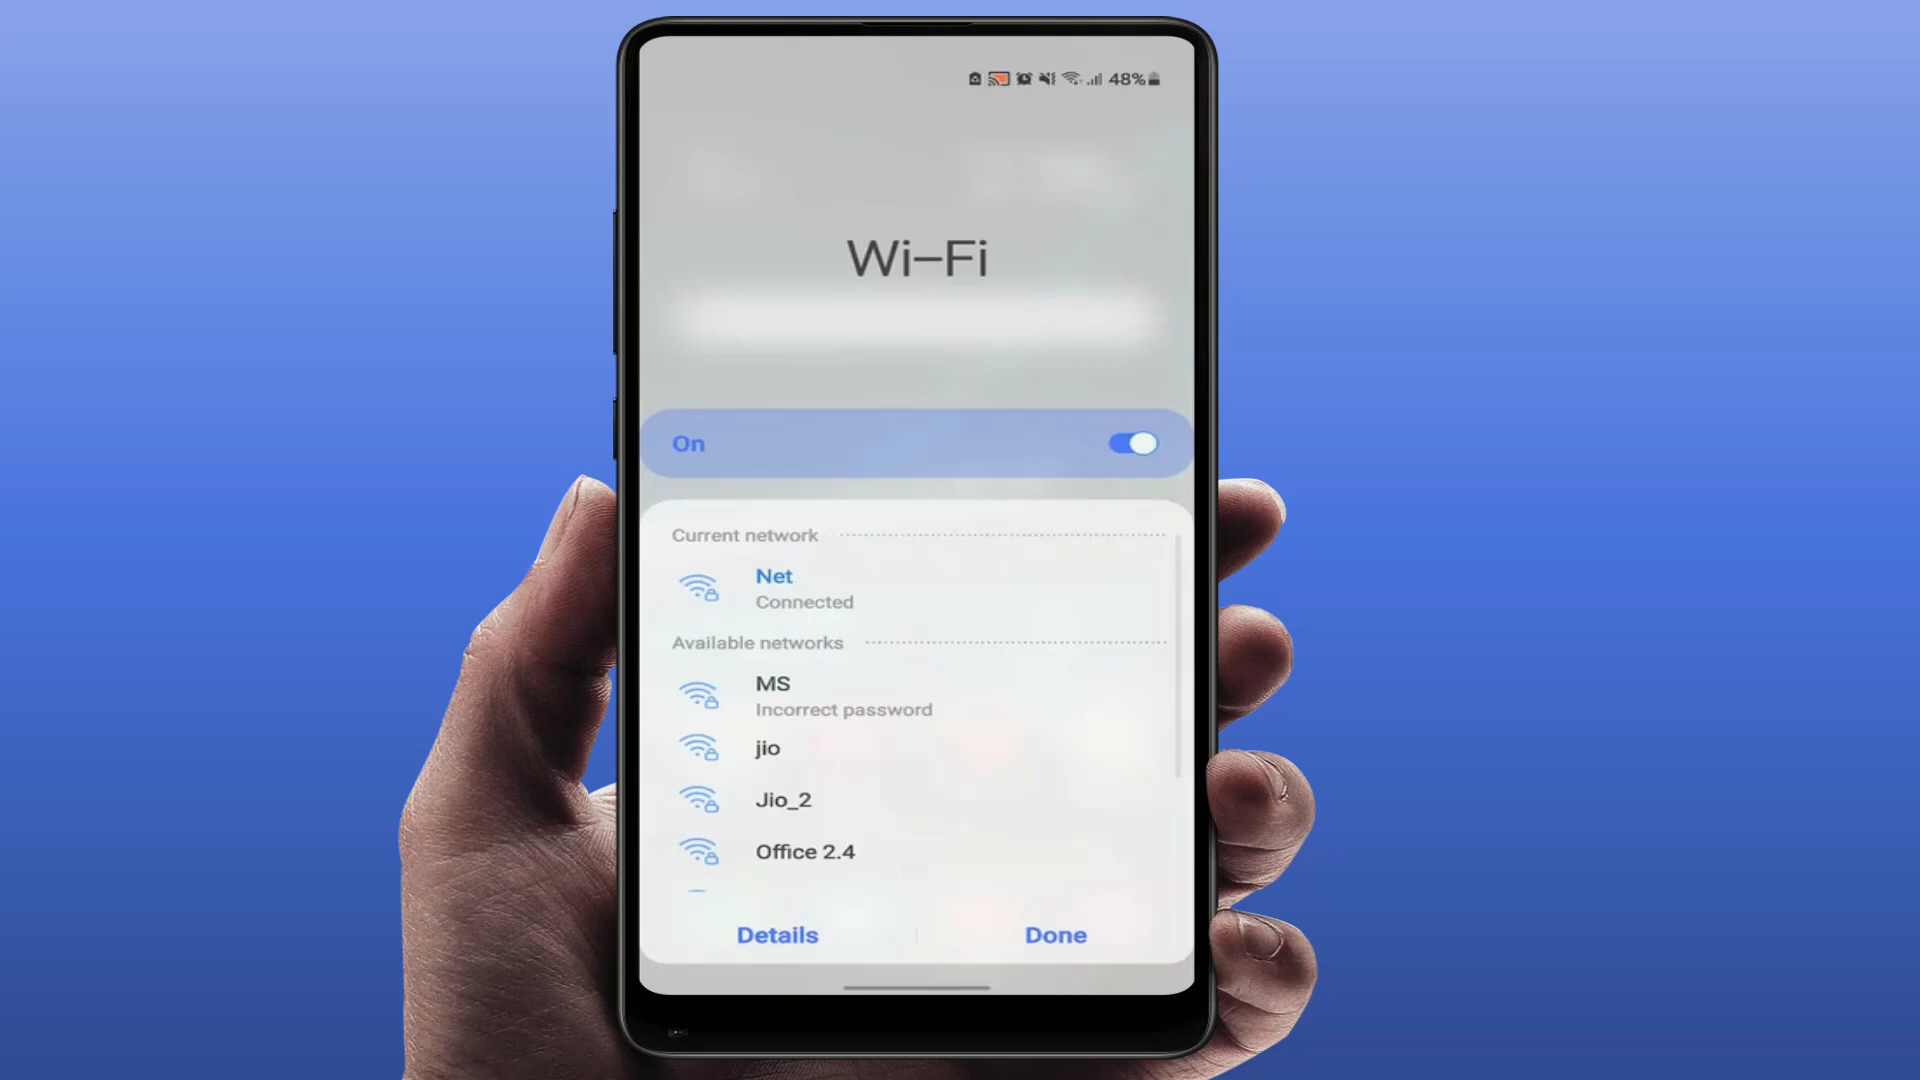 48%
Wi-Fi
On
Current network
Net
Connected
Available networks
MS
Incorrect password
jio
Jio_2
Office 2.4
Details
Done